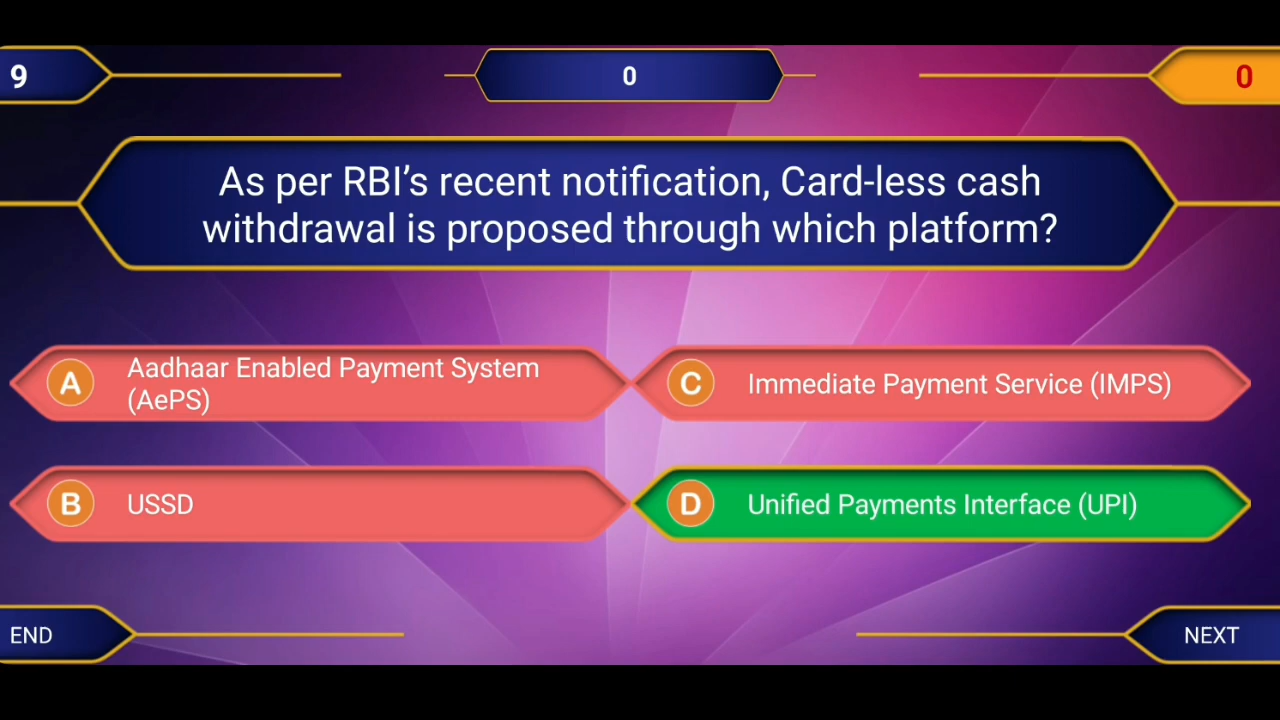 9
0
0
As per RBI’s recent notification, Card-less cash
withdrawal is proposed through which platform?
A
Aadhaar Enabled Payment System
(AePS)
C
Immediate Payment Service (IMPS)
B
USSD
D
Unified Payments Interface (UPI)
END
NEXT